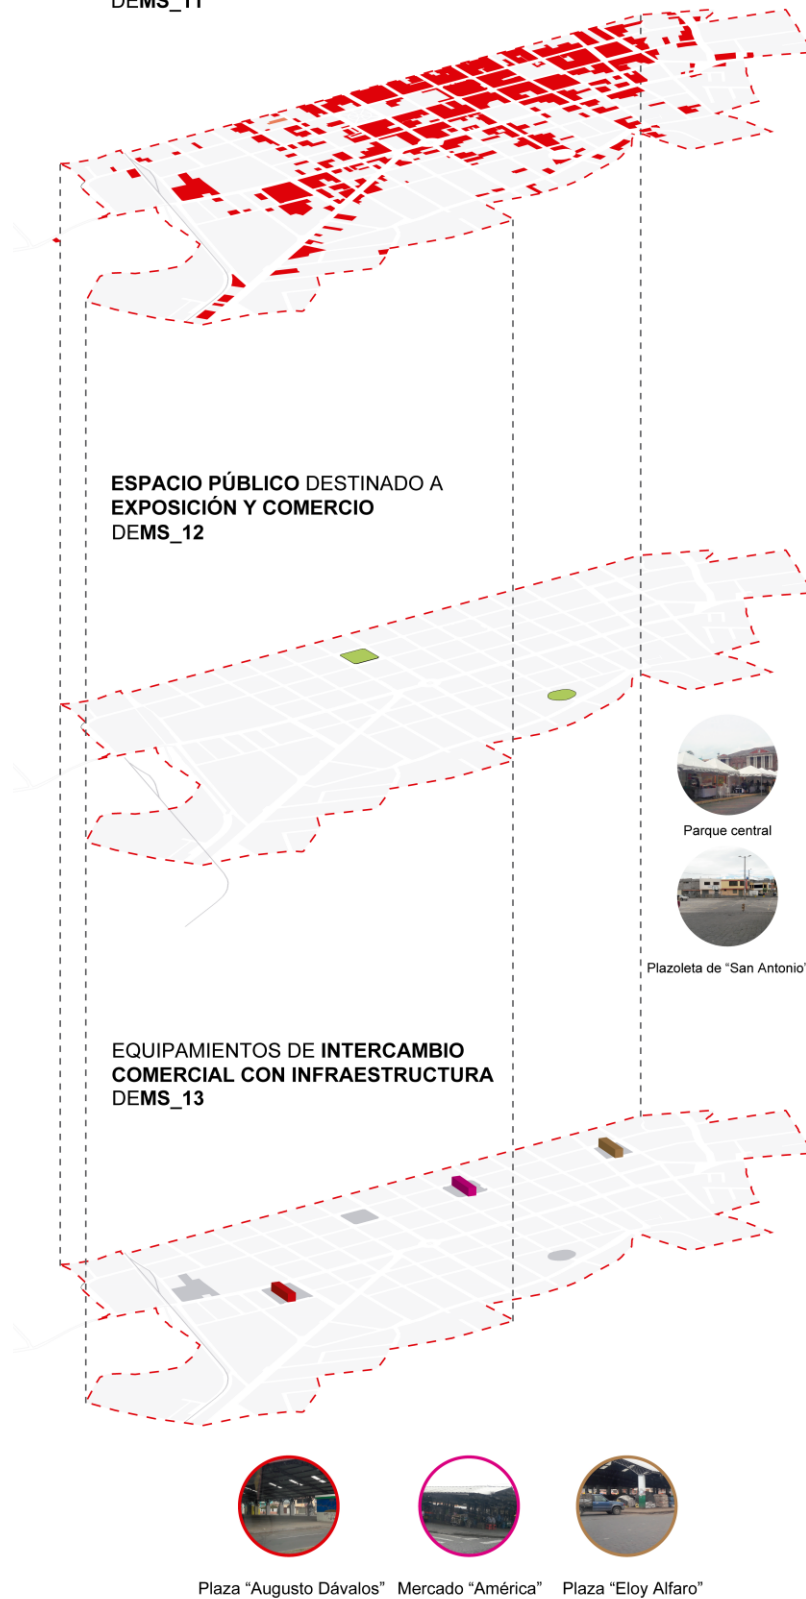 DEMS_11
ESPACIO PÚBLICO DESTINADO A
EXPOSICIÓN Y COMERCIO
DEMS_12
Parque central
Plazoleta de “San Antonio”
EQUIPAMIENTOS DE INTERCAMBIO
COMERCIAL CON INFRAESTRUCTURA
DEMS_13
Plaza “Augusto Dávalos”
Mercado “América”
Plaza “Eloy Alfaro”